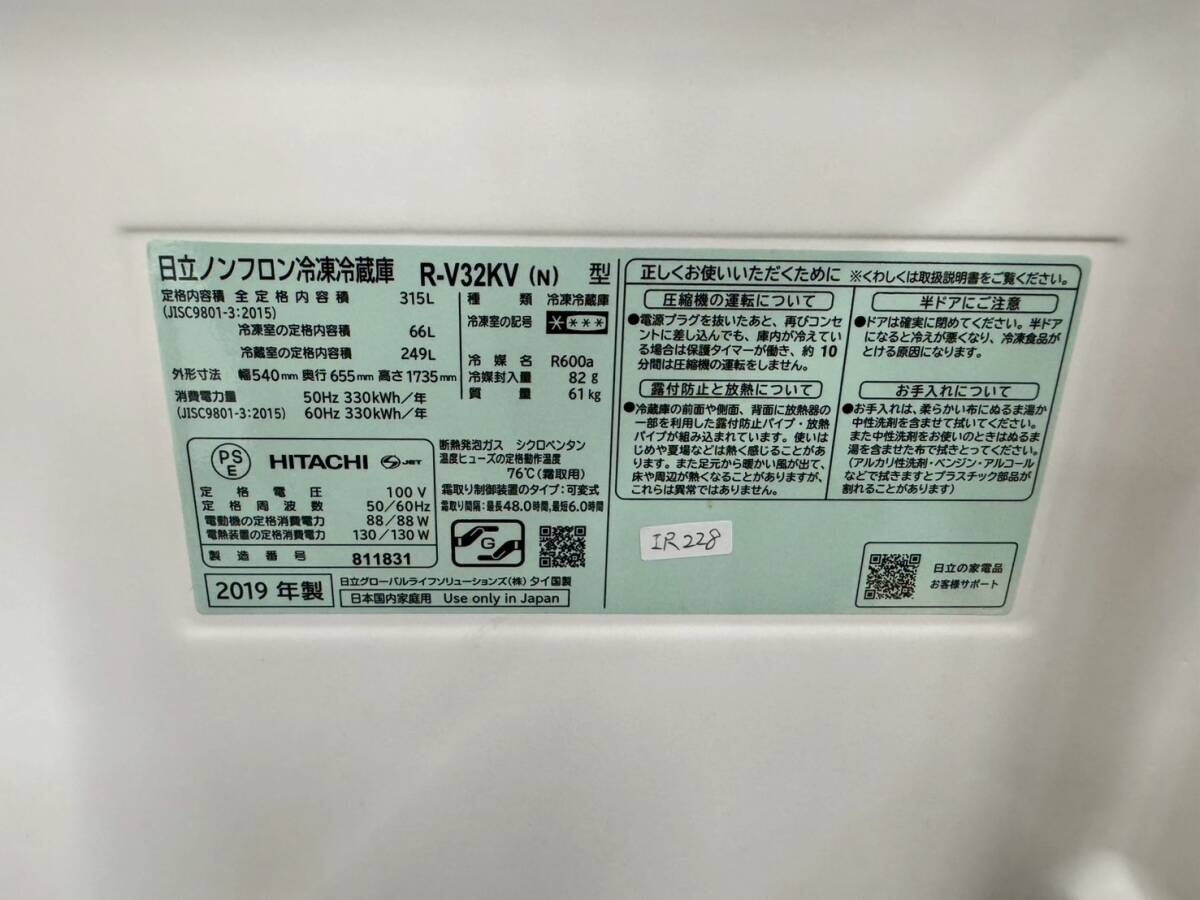 日立ノンフロン冷凍冷蔵庫 R-V32KV (N) 型
定格内容積 全定格内容積 315L
(JISC9801-3:2015)
冷凍室の定格内容積 66L
冷蔵室の定格内容積 249L
外形寸法 幅540mm 奥行655mm 高さ1735mm
消費電力量 50Hz 330kWh/年
(JISC9801-3:2015) 60Hz 330kWh/年
種類 冷凍冷蔵庫
冷凍室の記号 ****
冷媒名 R600a
冷媒封入量 82g
質量 61kg
PS
E
HITACHI S JET
定格電圧 100V
定格周波数 50/60Hz
電動機の定格消費電力 88/88W
電熱装置の定格消費電力 130/130W
製造番号 811831
断熱発泡ガス シクロペンタン
温度ヒューズの定格動作温度
76℃(霜取用)
霜取り制御装置のタイプ:可変式
霜取り間隔:最長48.0時間,最短6.0時間
G
2019年製
日立グローバルライフソリューションズ(株) タイ国製
日本国内家庭用 Use only in Japan
正しくお使いいただくために ※くわしくは取扱説明書をご覧ください。
圧縮機の運転について
●電源プラグを抜いたあと、再びコンセ
ントに差し込んでも、庫内が冷えてい
る場合は保護タイマーが働き、約10
分間は圧縮機の運転をしません。
露付防止と放熱について
●冷蔵庫の前面や側面、背面に放熱器の
一部を利用した露付防止パイプ・放熱
パイプが組み込まれています。使いは
じめや夏場などは熱く感じることがあ
ります。また足元から暖かい風が出て、
床や周辺が熱くなることがありますが、
これらは異常ではありません。
半ドアにご注意
●ドアは確実に閉めてください。半ドア
になると冷えが悪くなり、冷凍食品が
とける原因になります。
お手入れについて
●お手入れは、柔らかい布にぬるま湯か
中性洗剤を含ませて拭いてください。
また中性洗剤をお使いのときはぬるま
湯を含ませた布で拭きとってください。
(アルカリ性洗剤・ベンジン・アルコール
などで拭きますとプラスチック部品が
割れることがあります)
IR228
日立の家電品
お客様サポート